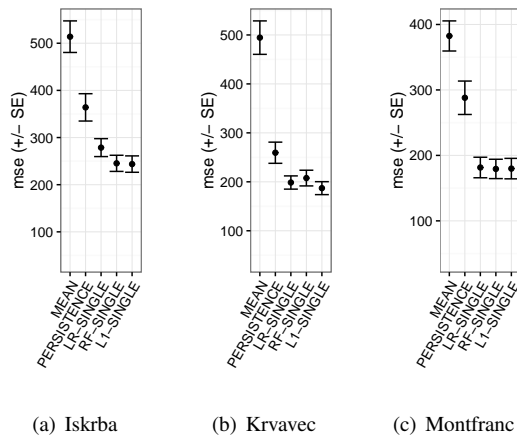 mse (+/− SE)
500
400
300
200
100
MEAN
PERSISTENCE
LR−SINGLE
RF−SINGLE
L1−SINGLE
(a) Iskrba
mse (+/− SE)
500
400
300
200
100
MEAN
PERSISTENCE
LR−SINGLE
RF−SINGLE
L1−SINGLE
(b) Krvavec
mse (+/− SE)
400
300
200
100
MEAN
PERSISTENCE
LR−SINGLE
RF−SINGLE
L1−SINGLE
(c) Montfranc